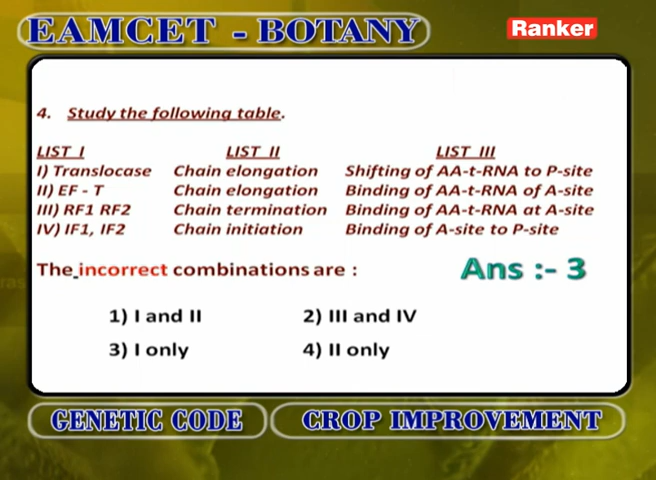 EAMCET - BOTANY
Ranker
4. Study the following table.
LIST I LIST II LIST III
I) Translocase Chain elongation Shifting of AA-t-RNA to P-site
II) EF - T Chain elongation Binding of AA-t-RNA of A-site
III) RF1 RF2 Chain termination Binding of AA-t-RNA at A-site
IV) IF1, IF2 Chain initiation Binding of A-site to P-site
The incorrect combinations are :
Ans :- 3
1) I and II 2) III and IV
3) I only 4) II only
GENETIC CODE CROP IMPROVEMENT